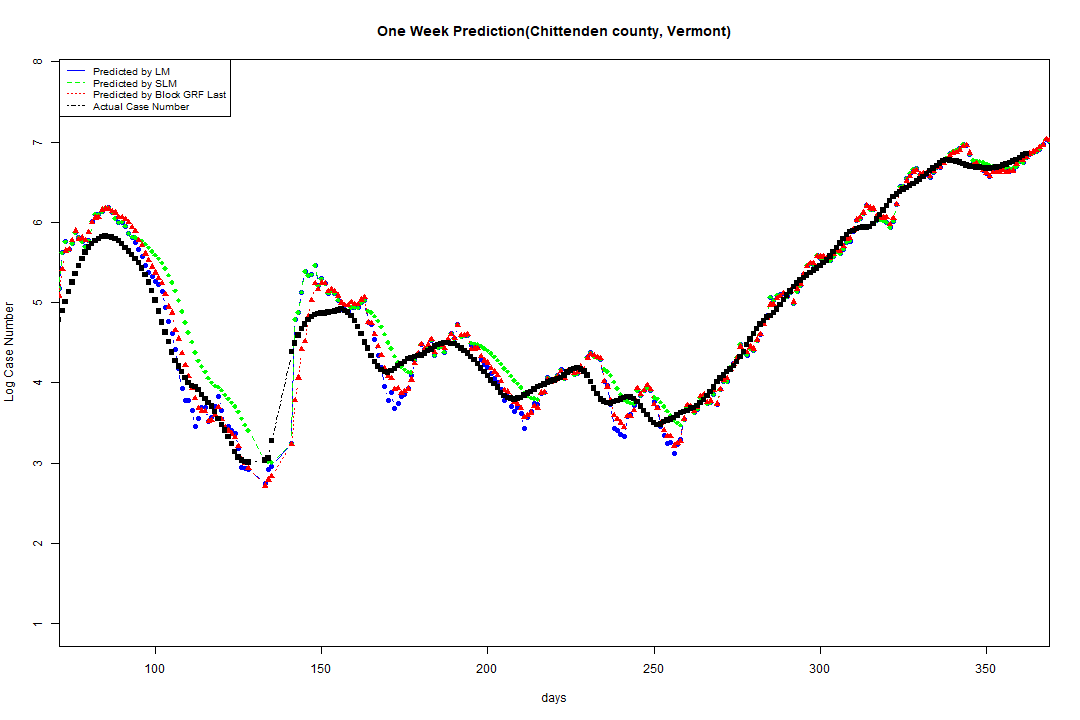 One Week Prediction(Chittenden county, Vermont)
Predicted by LM
Predicted by SLM
Predicted by Block GRF Last
Actual Case Number
8
7
6
5
4
3
2
1
Log Case Number
100 150 200 250 300 350
days